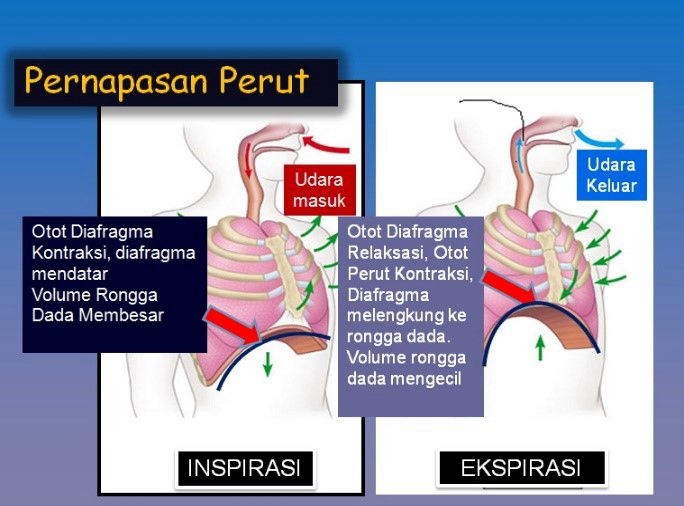 Pernapasan Perut
Udara
masuk
Otot Diafragma
Kontraksi, diafragma
mendatar
Volume Rongga
Dada Membesar
INSPIRASI
Udara
Keluar
Otot Diafragma
Relaksasi, Otot
Perut Kontraksi,
Diafragma
melengkung ke
rongga dada.
Volume rongga
dada mengecil
EKSPIRASI